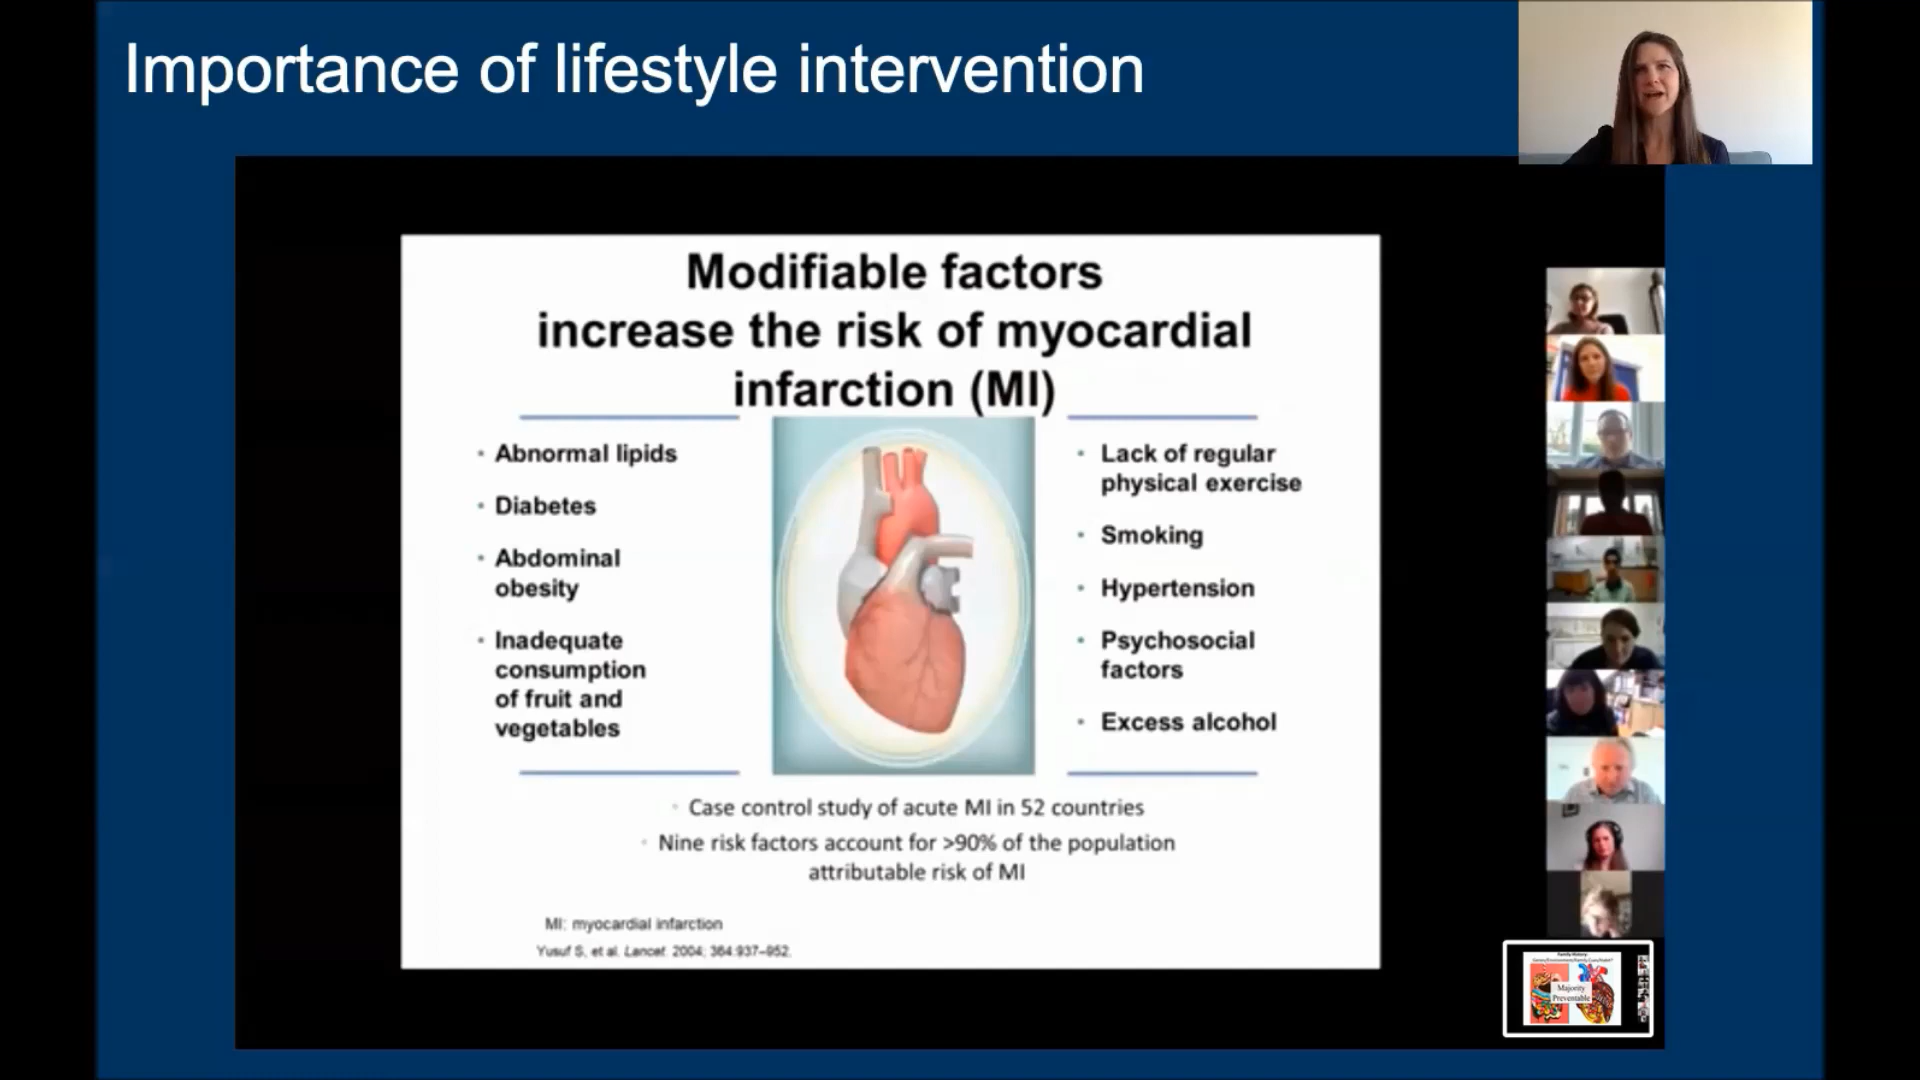 Importance of lifestyle intervention
Modifiable factors
increase the risk of myocardial
infarction (MI)
Abnormal lipids
Diabetes
Abdominal
obesity
Inadequate
consumption
of fruit and
vegetables
Lack of regular
physical exercise
Smoking
Hypertension
Psychosocial
factors
Excess alcohol
Case control study of acute MI in 52 countries
Nine risk factors account for >90% of the population
attributable risk of MI
MI: myocardial infarction
Yusuf S, et al. Lancet. 2004; 364:937–952.
Family History:
Majority
Preventable